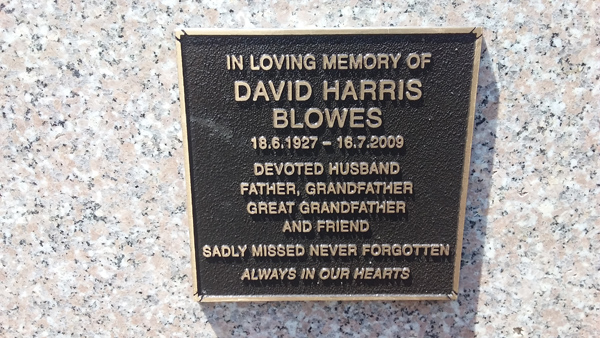 IN LOVING MEMORY OF
DAVID HARRIS
BLOWES
18.6.1927 – 16.7.2009
DEVOTED HUSBAND
FATHER, GRANDFATHER
GREAT GRANDFATHER
AND FRIEND
SADLY MISSED NEVER FORGOTTEN
ALWAYS IN OUR HEARTS